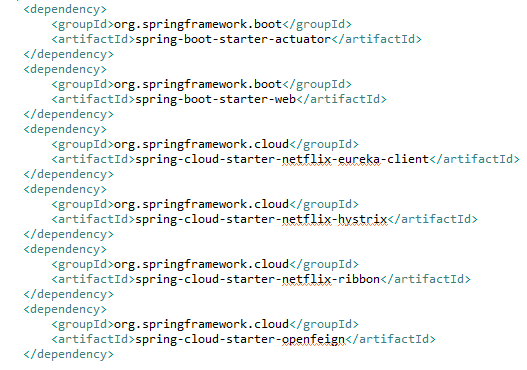 <dependency>
<groupId>org.springframework.boot</groupId>
<artifactId>spring-boot-starter-actuator</artifactId>
</dependency>
<dependency>
<groupId>org.springframework.boot</groupId>
<artifactId>spring-boot-starter-web</artifactId>
</dependency>
<dependency>
<groupId>org.springframework.cloud</groupId>
<artifactId>spring-cloud-starter-netflix-eureka-client</artifactId>
</dependency>
<dependency>
<groupId>org.springframework.cloud</groupId>
<artifactId>spring-cloud-starter-netflix-hystrix</artifactId>
</dependency>
<dependency>
<groupId>org.springframework.cloud</groupId>
<artifactId>spring-cloud-starter-netflix-ribbon</artifactId>
</dependency>
<dependency>
<groupId>org.springframework.cloud</groupId>
<artifactId>spring-cloud-starter-openfeign</artifactId>
</dependency>